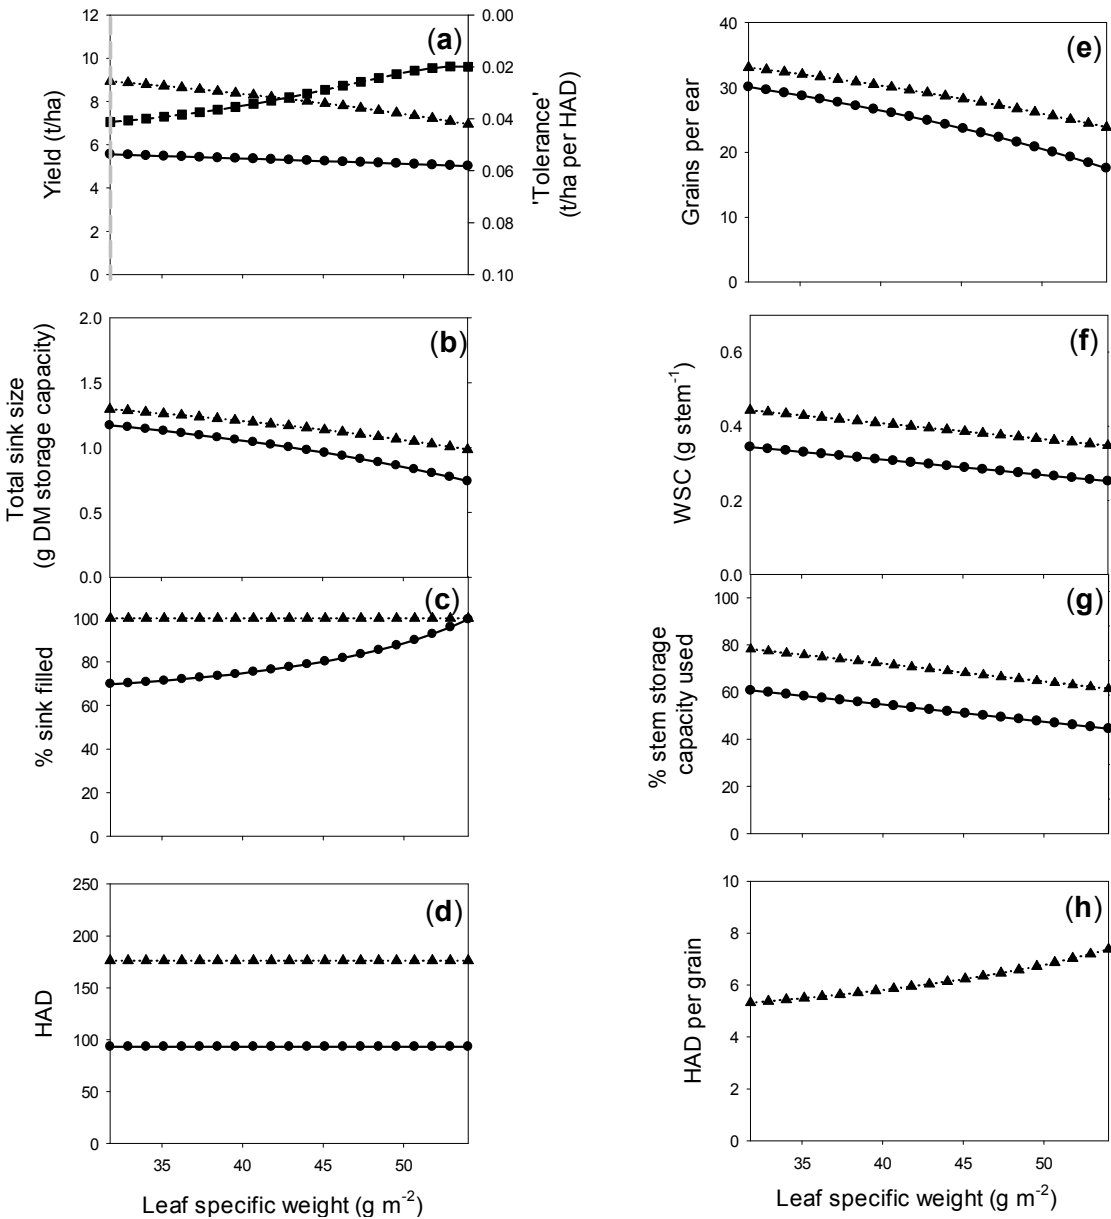 (a)
Yield (t/ha)
12
10
8
6
4
2
0
0.00
0.02
0.04
0.06
0.08
0.10
'Tolerance'
(t/ha per HAD)
(e)
Grains per ear
40
30
20
10
0
(b)
Total sink size
(g DM storage capacity)
2.0
1.5
1.0
0.5
0.0
(f)
WSC (g stem-1)
0.6
0.4
0.2
0.0
(c)
% sink filled
100
80
60
40
20
0
(g)
% stem storage
capacity used
100
80
60
40
20
0
(d)
HAD
250
200
150
100
50
0
35 40 45 50
Leaf specific weight (g m-2)
(h)
HAD per grain
10
8
6
4
2
0
35 40 45 50
Leaf specific weight (g m-2)